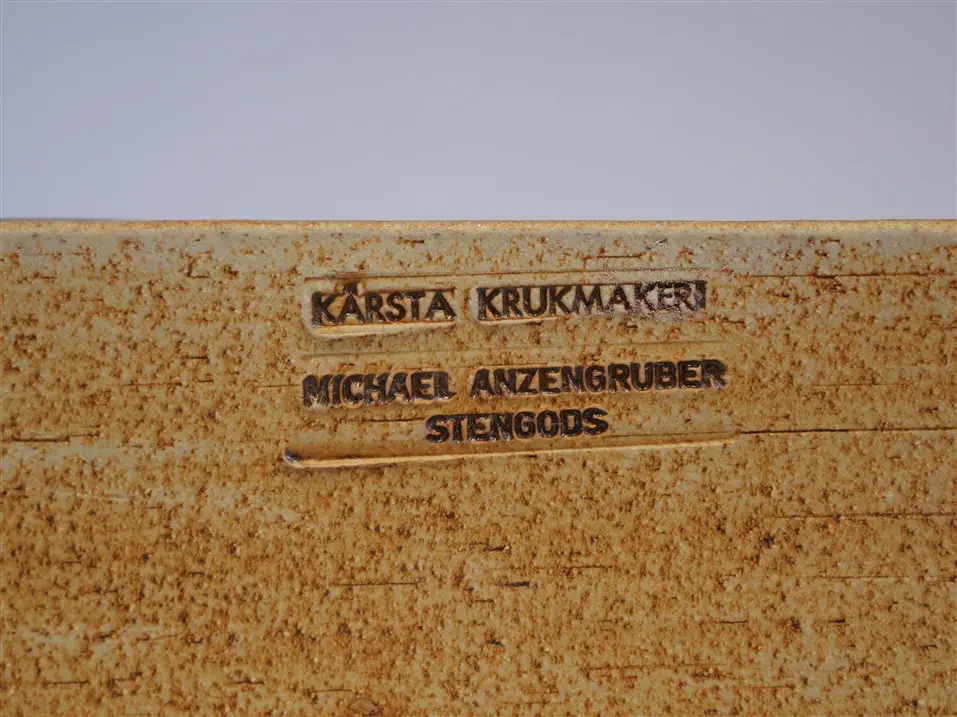 KÅRSTA KRUKMAKERI
MICHAEL ANZENGRUBER
STENGODS